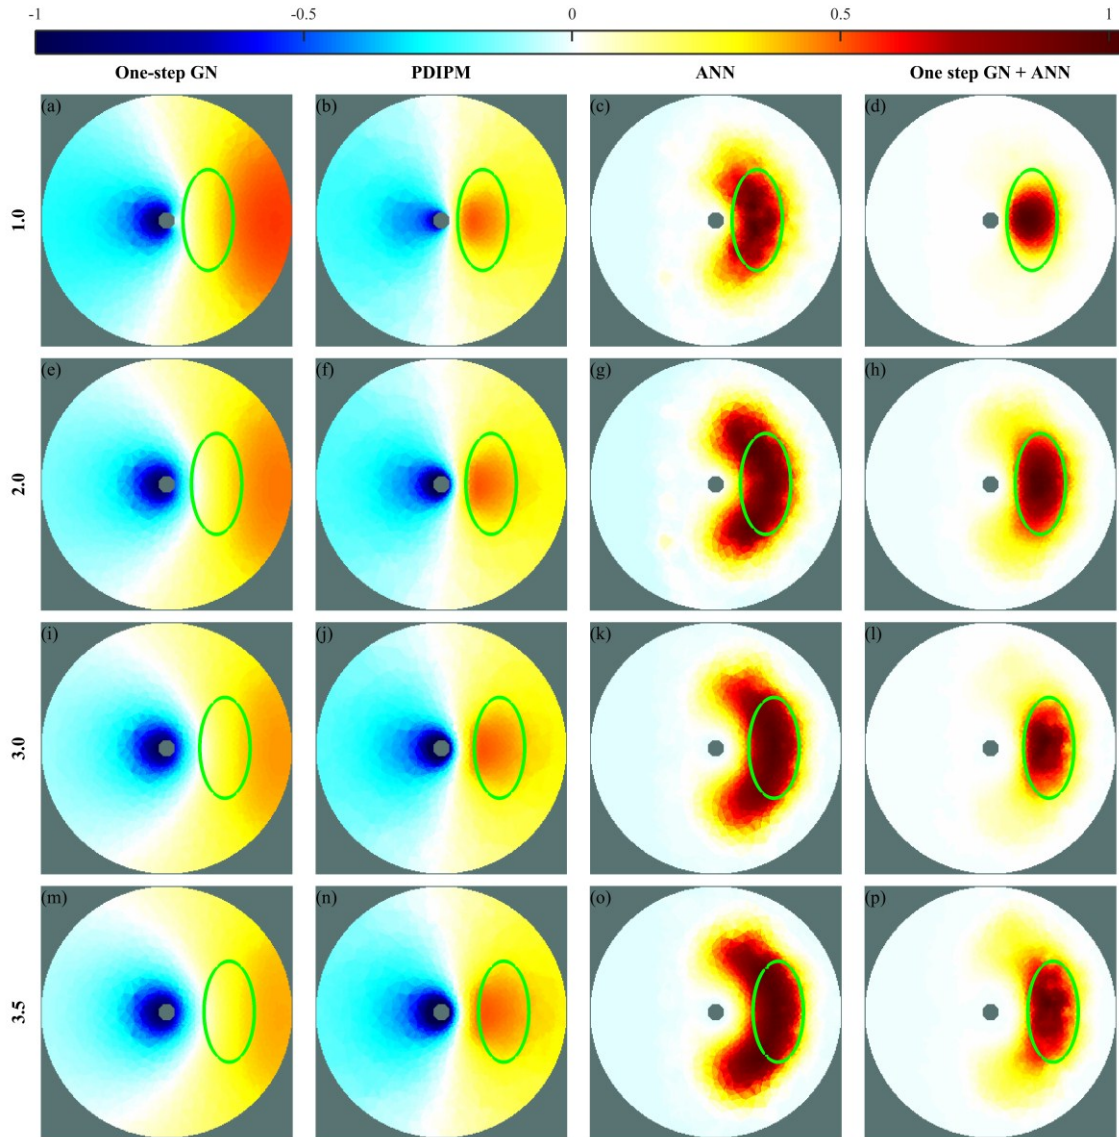 -1 -0.5 0 0.5 1
One-step GN PDIPM ANN One step GN + ANN
(a) (b) (c) (d)
1.0
(e) (f) (g) (h)
2.0
(i) (j) (k) (l)
3.0
(m) (n) (o) (p)
3.5